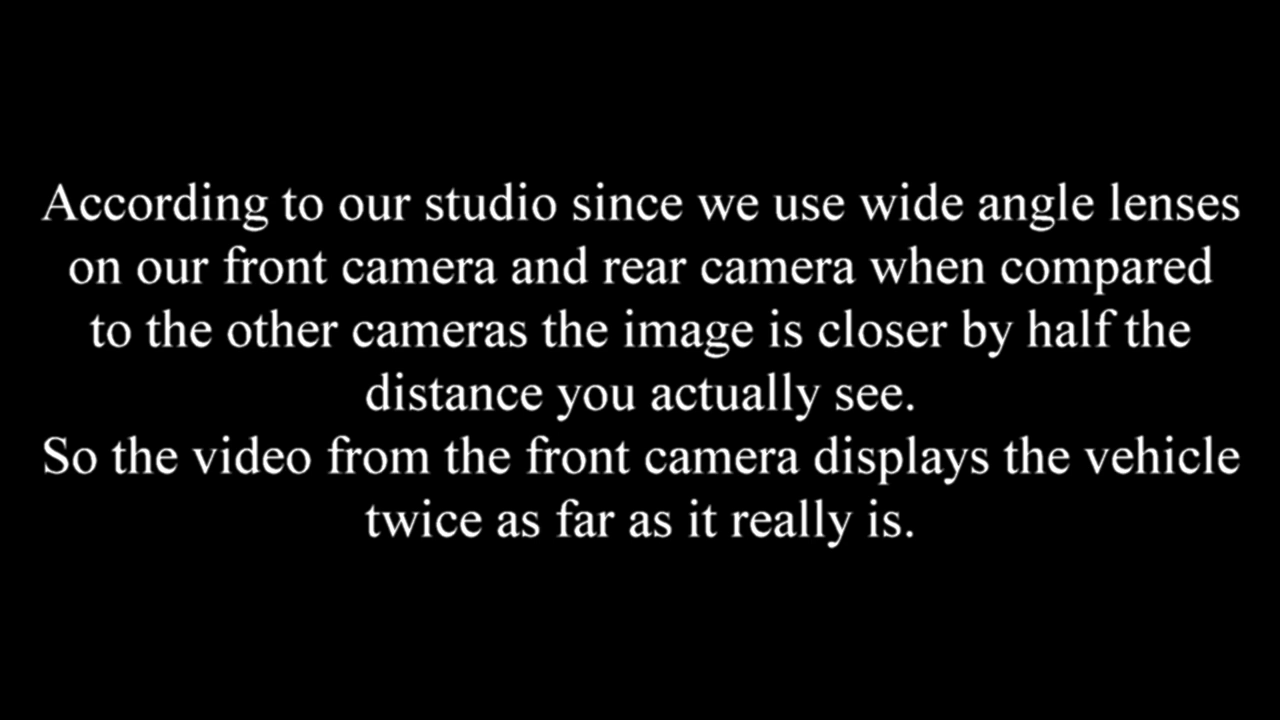 According to our studio since we use wide angle lenses
on our front camera and rear camera when compared
to the other cameras the image is closer by half the
distance you actually see.
So the video from the front camera displays the vehicle
twice as far as it really is.